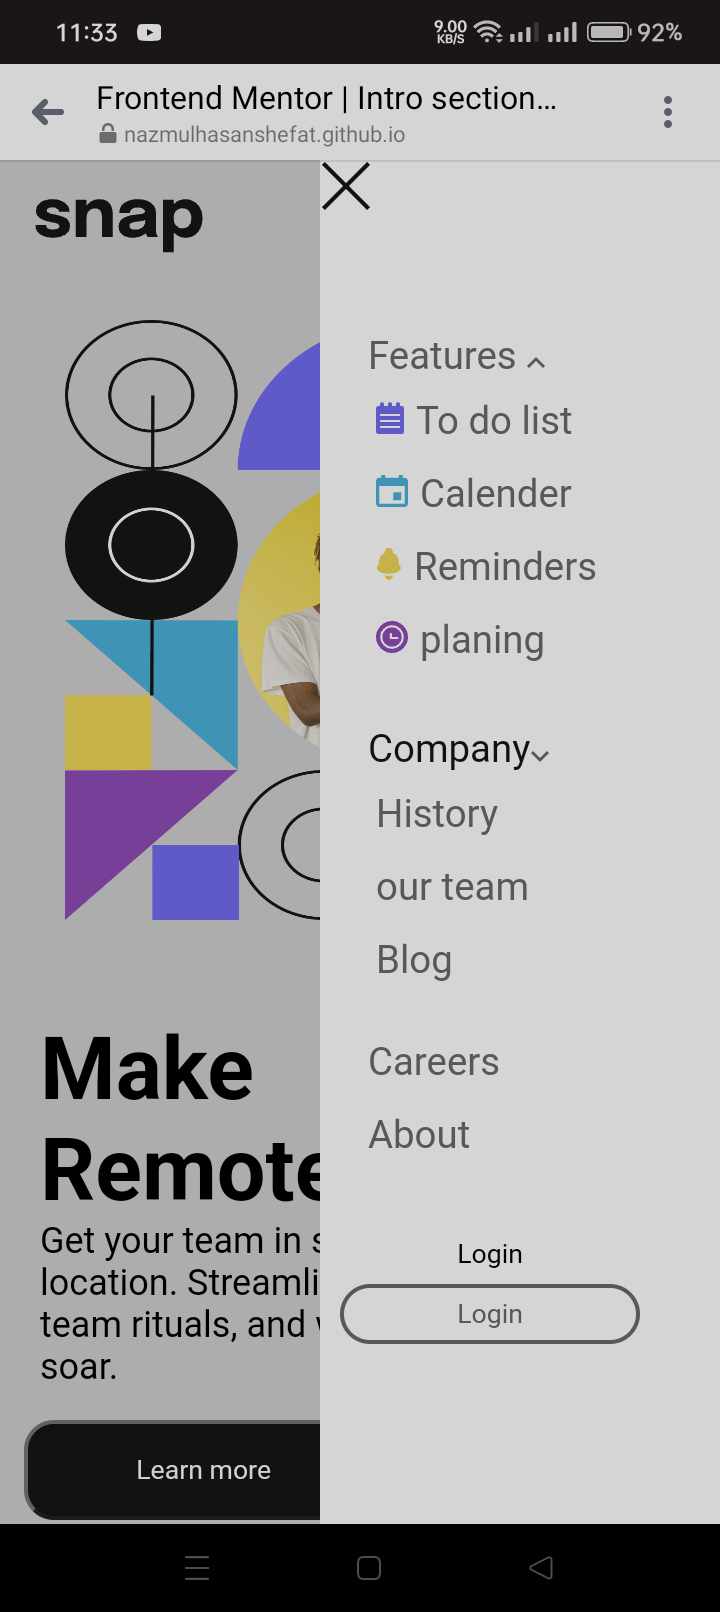 11:33
9.00
KB/S
92%
Frontend Mentor | Intro section...
nazmulhasanshefat.github.io
snap
Features
To do list
Calender
Reminders
planing
Company
History
our team
Blog
Careers
About
Make
Remote
Get your team in s
location. Streamli
team rituals, and
soar.
Login
Login
Learn more